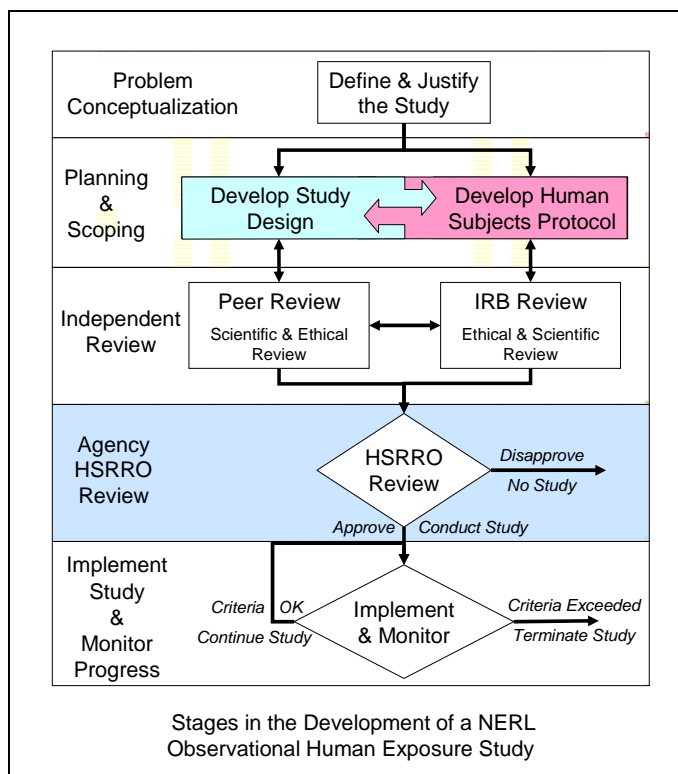 Problem
Conceptualization
Define & Justify
the Study
Planning
&
Scoping
Develop Study
Design
Develop Human
Subjects Protocol
Independent
Review
Peer Review
Scientific & Ethical
Review
IRB Review
Ethical & Scientific
Review
Agency
HSRRO
Review
HSRRO
Review
Disapprove
No Study
Approve Conduct Study
Implement
Study
&
Monitor
Progress
Criteria OK
Continue Study
Implement
& Monitor
Criteria Exceeded
Terminate Study
Stages in the Development of a NERL
Observational Human Exposure Study